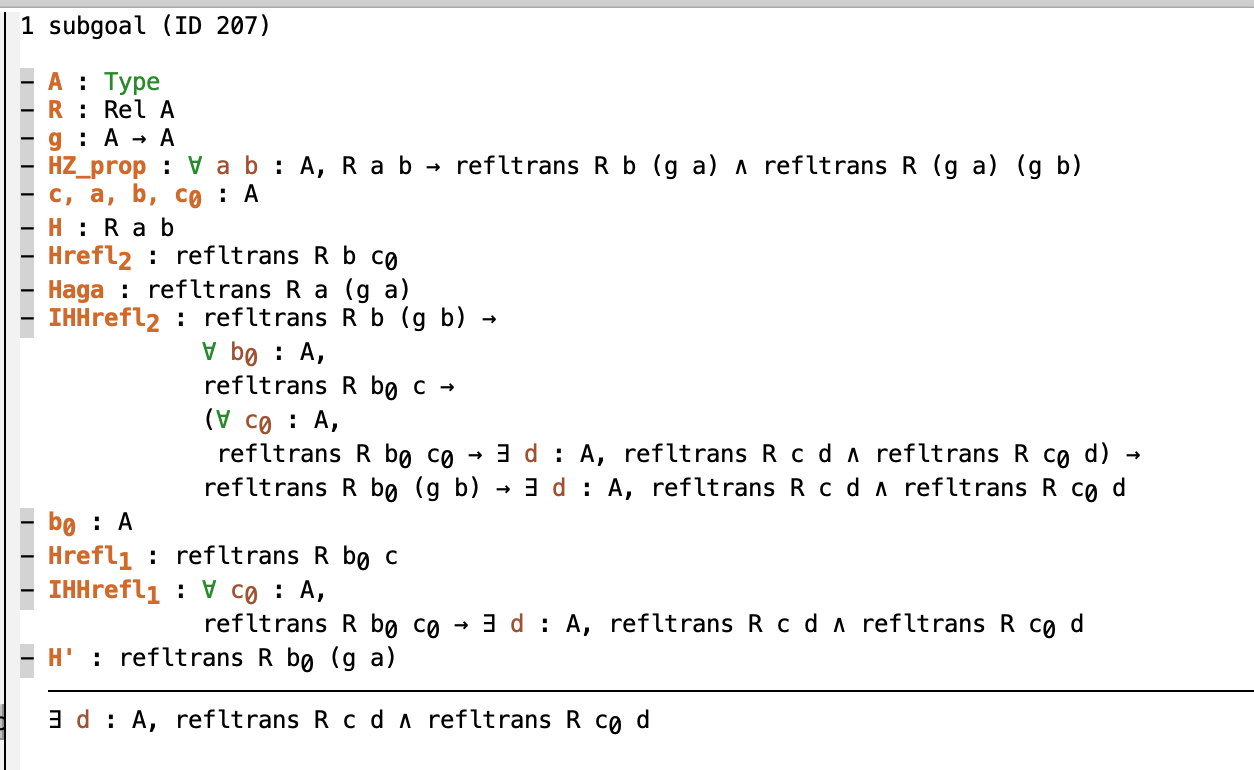 1 subgoal (ID 207)
- A : Type
- R : Rel A
- g : A → A
- HZ_prop : ∀ a b : A, R a b → refltrans R b (g a) ∧ refltrans R (g a) (g b)
- c, a, b, c₀ : A
- H : R a b
- Hrefl₂ : refltrans R b c₀
- Haga : refltrans R a (g a)
- IHHrefl₂ : refltrans R b (g b) →
∀ b₀ : A,
refltrans R b₀ c →
(∀ c₀ : A,
refltrans R b₀ c₀ → ∃ d : A, refltrans R c d ∧ refltrans R c₀ d) →
refltrans R b₀ (g b) → ∃ d : A, refltrans R c d ∧ refltrans R c₀ d
- b₀ : A
- Hrefl₁ : refltrans R b₀ c
- IHHrefl₁ : ∀ c₀ : A,
refltrans R b₀ c₀ → ∃ d : A, refltrans R c d ∧ refltrans R c₀ d
- H' : refltrans R b₀ (g a)
∃ d : A, refltrans R c d ∧ refltrans R c₀ d